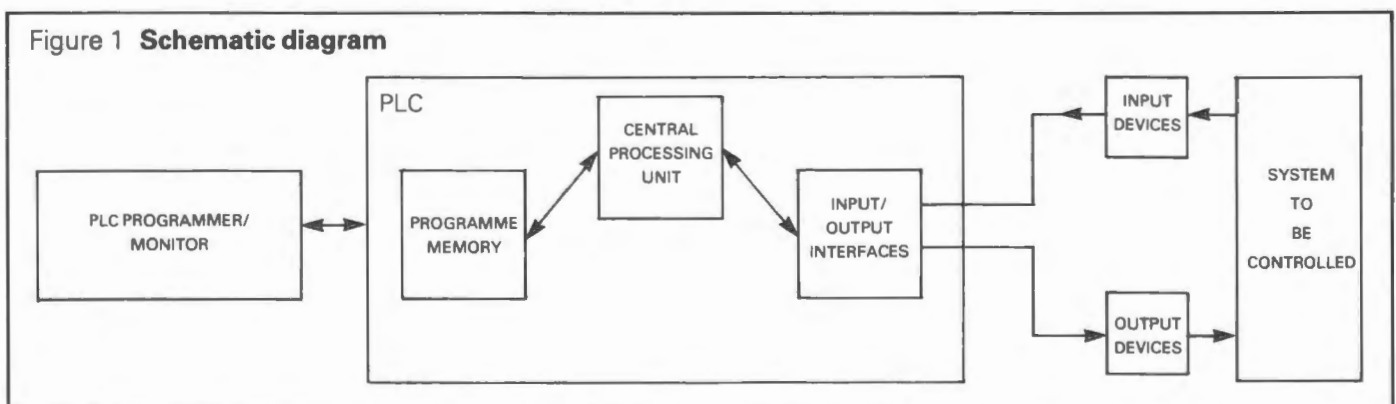 Figure 1 Schematic diagram
PLC PROGRAMMER/
MONITOR
PLC
PROGRAMME
MEMORY
CENTRAL
PROCESSING
UNIT
INPUT/
OUTPUT
INTERFACES
INPUT
DEVICES
OUTPUT
DEVICES
SYSTEM
TO
BE
CONTROLLED